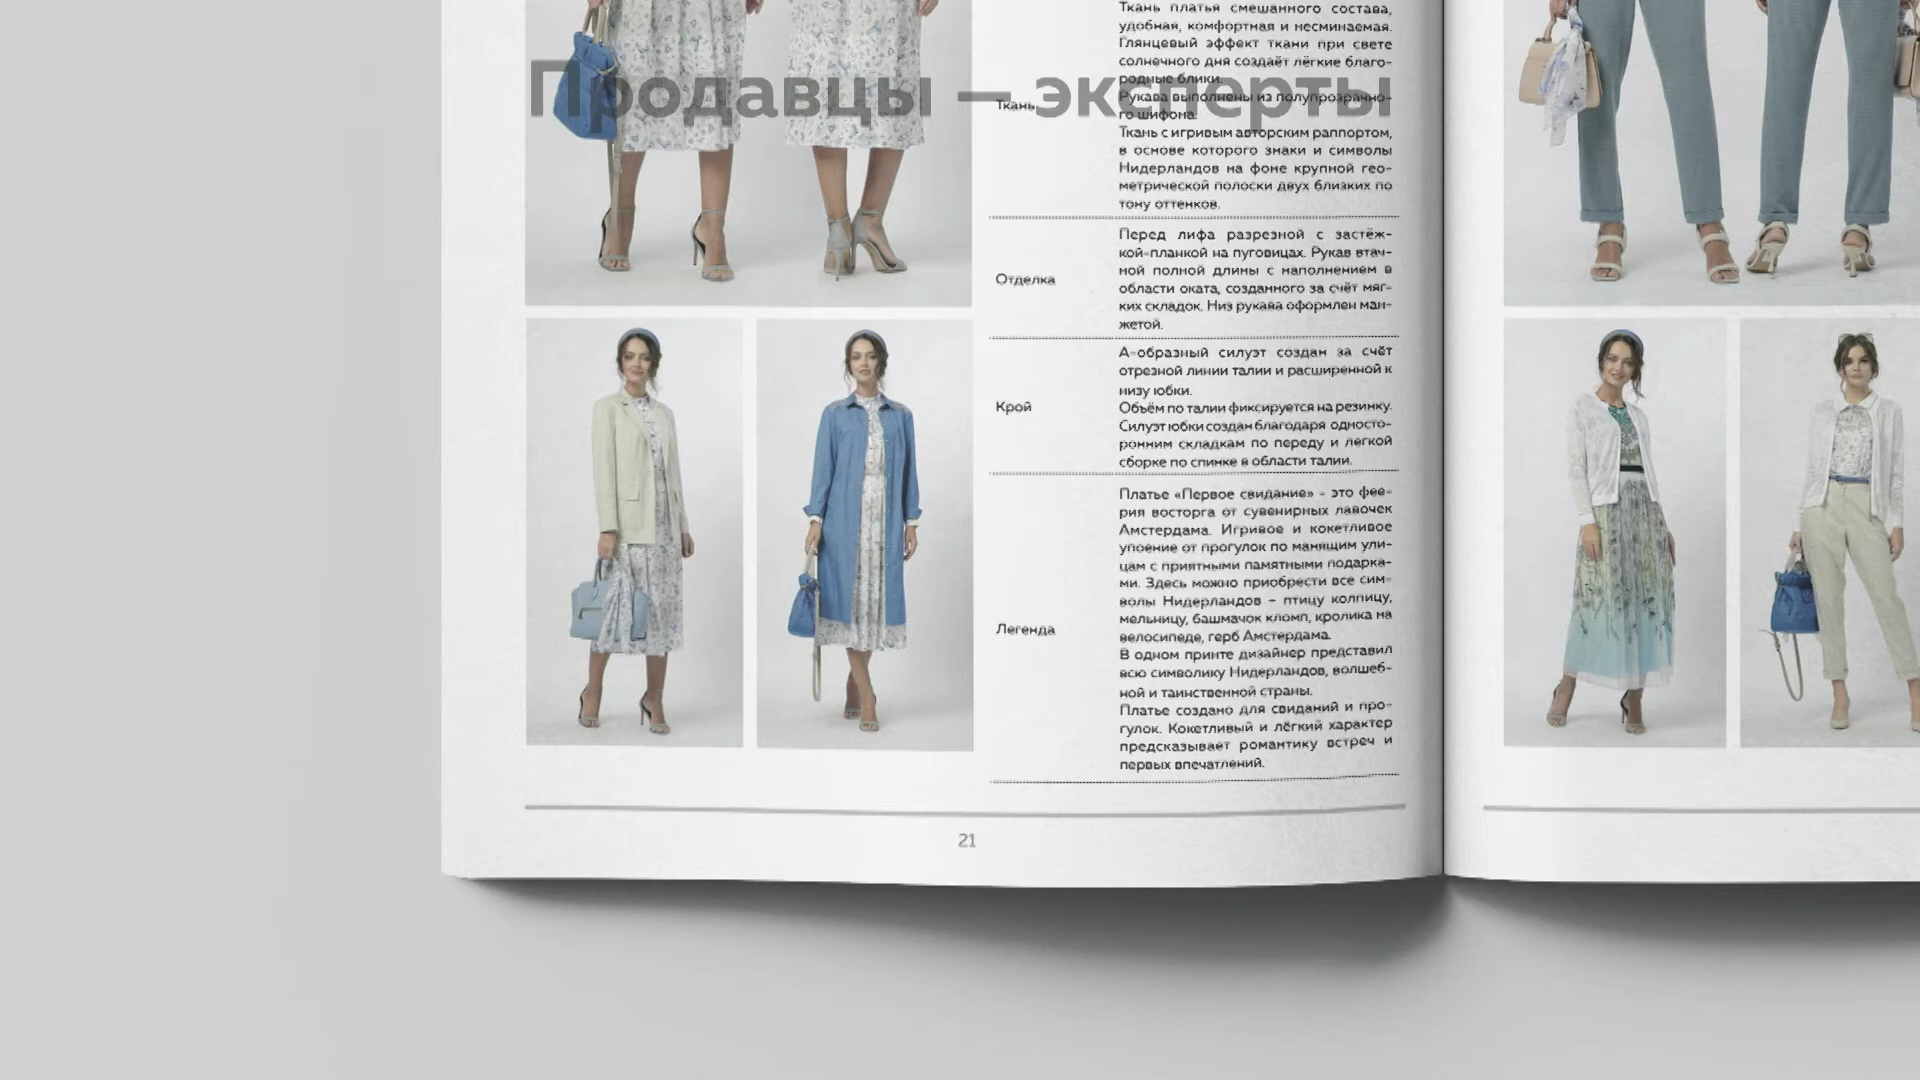 Продавцы — эксперты
Ткань
Ткань платья смешанного состава,
удобная, комфортная и несминаемая.
Глянцевый эффект ткани при свете
солнечного дня создаёт лёгкие благо-
родные блики.
Рукава выполнены из полупрозрачно-
го шифона.
Ткань с игривым авторским раппортом,
в основе которого знаки и символы
Нидерландов на фоне крупной гео-
метрической полоски двух близких по
тону оттенков.
Отделка
Перед лифа разрезной с застёж-
кой-планкой на пуговицах. Рукав втач-
ной полной длины с наполнением в
области оката, созданного за счёт мяг-
ких складок. Низ рукава оформлен ман-
жетой.
Крой
А-образный силуэт создан за счёт
отрезной линии талии и расширенной к
низу юбки.
Объём по талии фиксируется на резинку.
Силуэт юбки создан благодаря односто-
ронним складкам по переду и легкой
сборке по спинке в области талии.
Легенда
Платье «Первое свидание» - это фее-
рия восторга от сувенирных лавочек
Амстердама. Игривое и кокетливое
упоение от прогулок по манящим ули-
цам с приятными памятными подарка-
ми. Здесь можно приобрести все сим-
волы Нидерландов – птицу колпицу,
мельницу, башмачок кломп, кролика на
велосипеде, герб Амстердама.
В одном принте дизайнер представил
всю символику Нидерландов, волшеб-
ной и таинственной страны.
Платье создано для свиданий и про-
гулок. Кокетливый и лёгкий характер
предсказывает романтику встреч и
первых впечатлений.
21